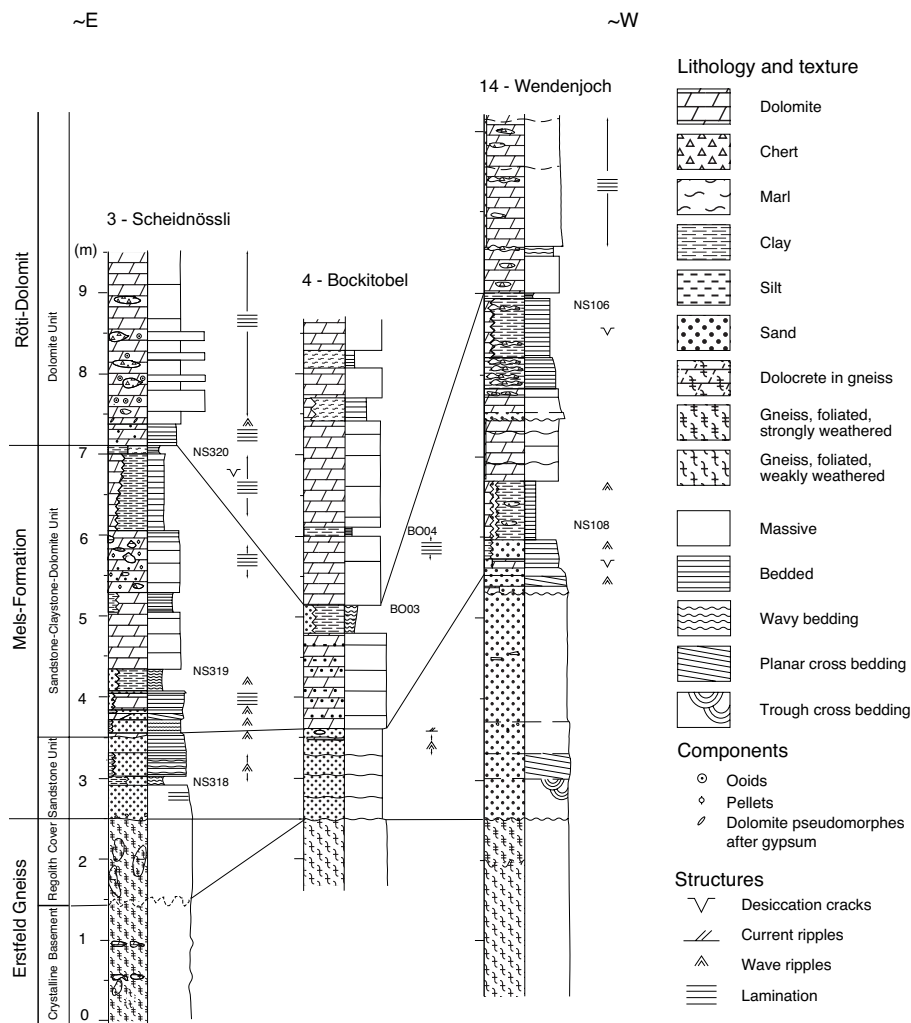 ~E
~W
14 - Wendenjoch
3 - Scheidnössli
4 - Bockitobel
(m)
9
8
7
6
5
4
3
2
1
0
Röti-Dolomit
Mels-Formation
Erstfeld Gneiss
Dolomite Unit
Sandstone-Claystone-Dolomite Unit
Sandstone Unit
Regolith Cover
Crystalline Basement
NS320
NS319
NS318
BO04
BO03
NS106
NS108
Lithology and texture
Dolomite
Chert
Marl
Clay
Silt
Sand
Dolocrete in gneiss
Gneiss, foliated,
strongly weathered
Gneiss, foliated,
weakly weathered
Massive
Bedded
Wavy bedding
Planar cross bedding
Trough cross bedding
Components
Ooids
Pellets
Dolomite pseudomorphes
after gypsum
Structures
Desiccation cracks
Current ripples
Wave ripples
Lamination